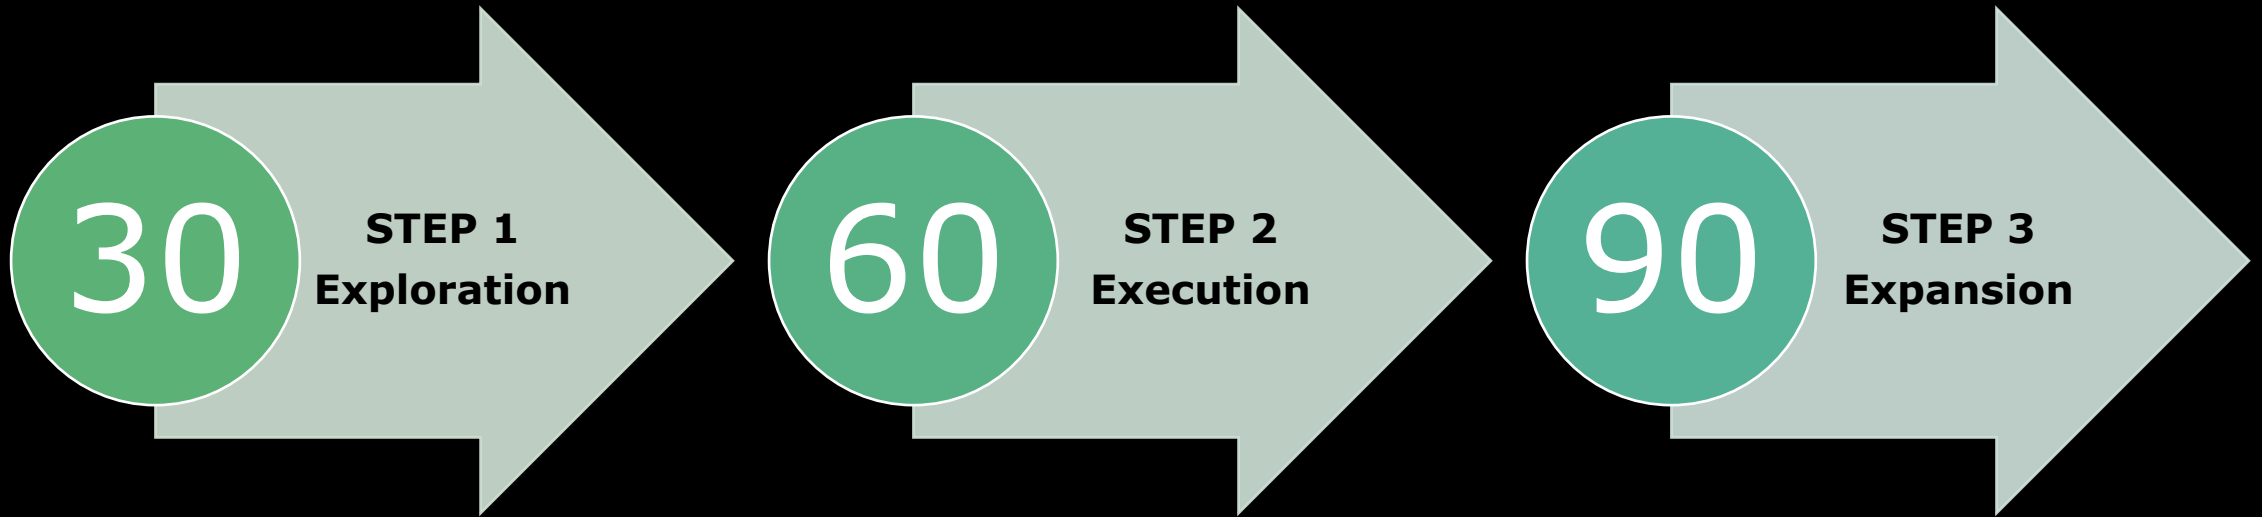 30
STEP 1
Exploration
60
STEP 2
Execution
90
STEP 3
Expansion